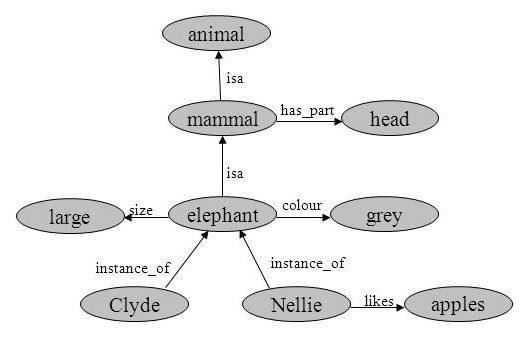 animal
isa
mammal
has_part
head
isa
large
size
elephant
colour
grey
instance_of
instance_of
Clyde
Nellie
likes
apples